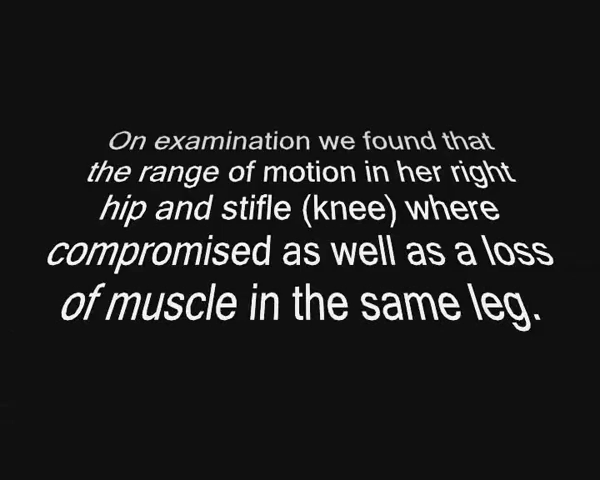 On examination we found that
the range of motion in her right
hip and stifle (knee) where
compromised as well as a loss
of muscle in the same leg.